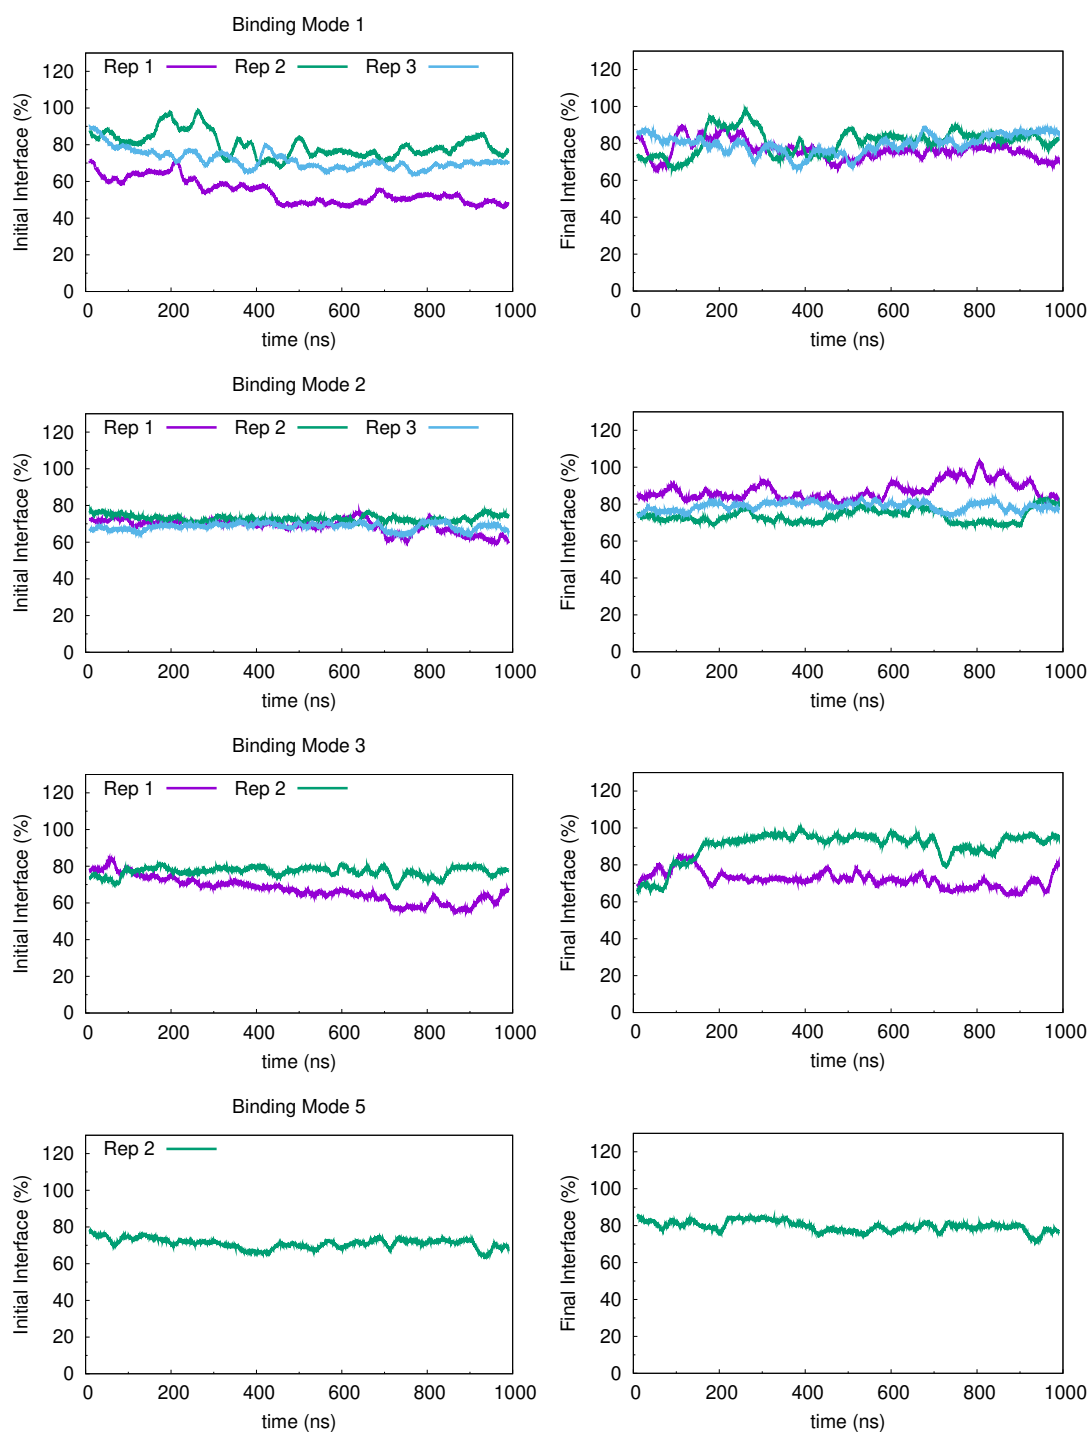 Binding Mode 1
Rep 1 Rep 2 Rep 3
Initial Interface (%)
120
100
80
60
40
20
0
0 200 400 600 800 1000
time (ns)
Final Interface (%)
120
100
80
60
40
20
0
0 200 400 600 800 1000
time (ns)
Binding Mode 2
Rep 1 Rep 2 Rep 3
Initial Interface (%)
120
100
80
60
40
20
0
0 200 400 600 800 1000
time (ns)
Final Interface (%)
120
100
80
60
40
20
0
0 200 400 600 800 1000
time (ns)
Binding Mode 3
Rep 1 Rep 2
Initial Interface (%)
120
100
80
60
40
20
0
0 200 400 600 800 1000
time (ns)
Final Interface (%)
120
100
80
60
40
20
0
0 200 400 600 800 1000
time (ns)
Binding Mode 5
Rep 2
Initial Interface (%)
120
100
80
60
40
20
0
0 200 400 600 800 1000
time (ns)
Final Interface (%)
120
100
80
60
40
20
0
0 200 400 600 800 1000
time (ns)